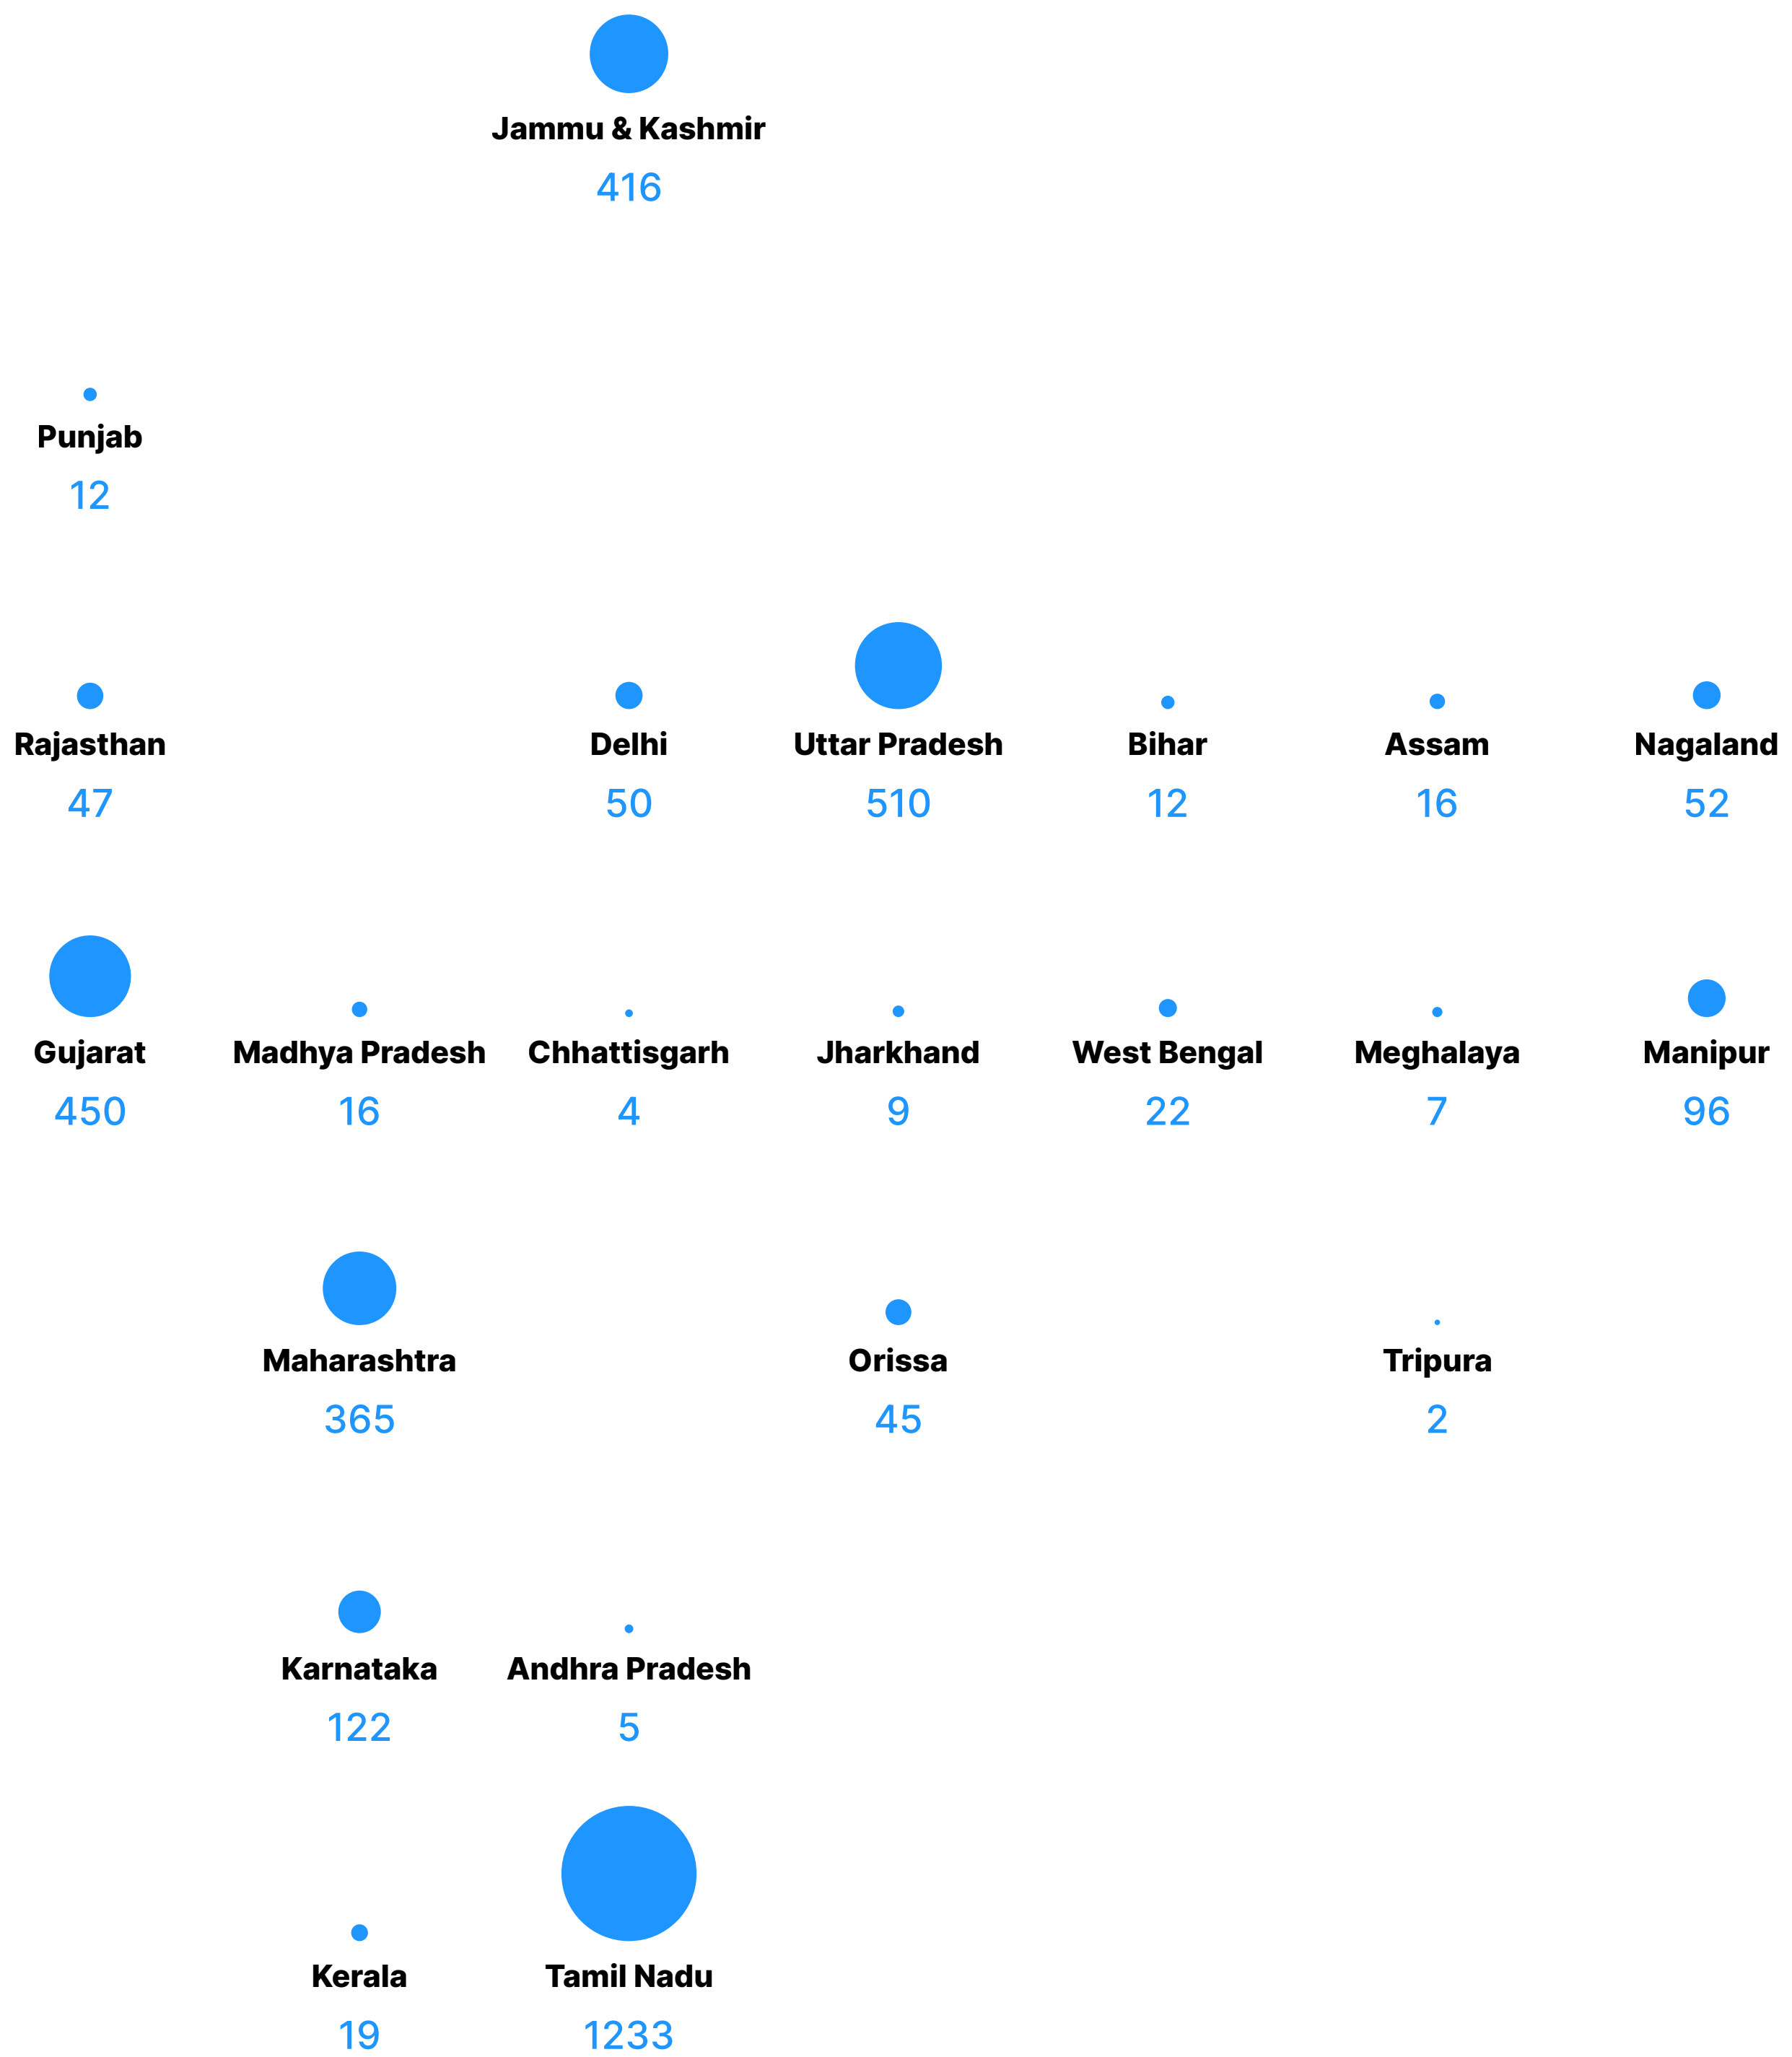 Jammu & Kashmir
416
Punjab
12
Rajasthan
47
Delhi
50
Uttar Pradesh
510
Bihar
12
Assam
16
Nagaland
52
Gujarat
450
Madhya Pradesh
16
Chhattisgarh
4
Jharkhand
9
West Bengal
22
Meghalaya
7
Manipur
96
Maharashtra
365
Orissa
45
Tripura
2
Karnataka
122
Andhra Pradesh
5
Kerala
19
Tamil Nadu
1233